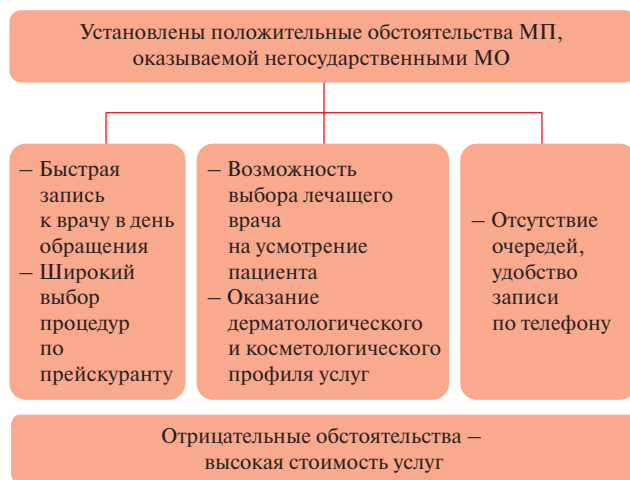 Установлены положительные обстоятельства МП,
оказываемой негосударственными МО
– Быстрая
запись
к врачу в день
обращения
– Широкий
выбор
процедур
по
прейскуранту
– Возможность
выбора лечащего
врача
на усмотрение
пациента
– Оказание
дерматологического
и косметологического
профиля услуг
– Отсутствие
очередей,
удобство
записи
по телефону
Отрицательные обстоятельства –
высокая стоимость услуг